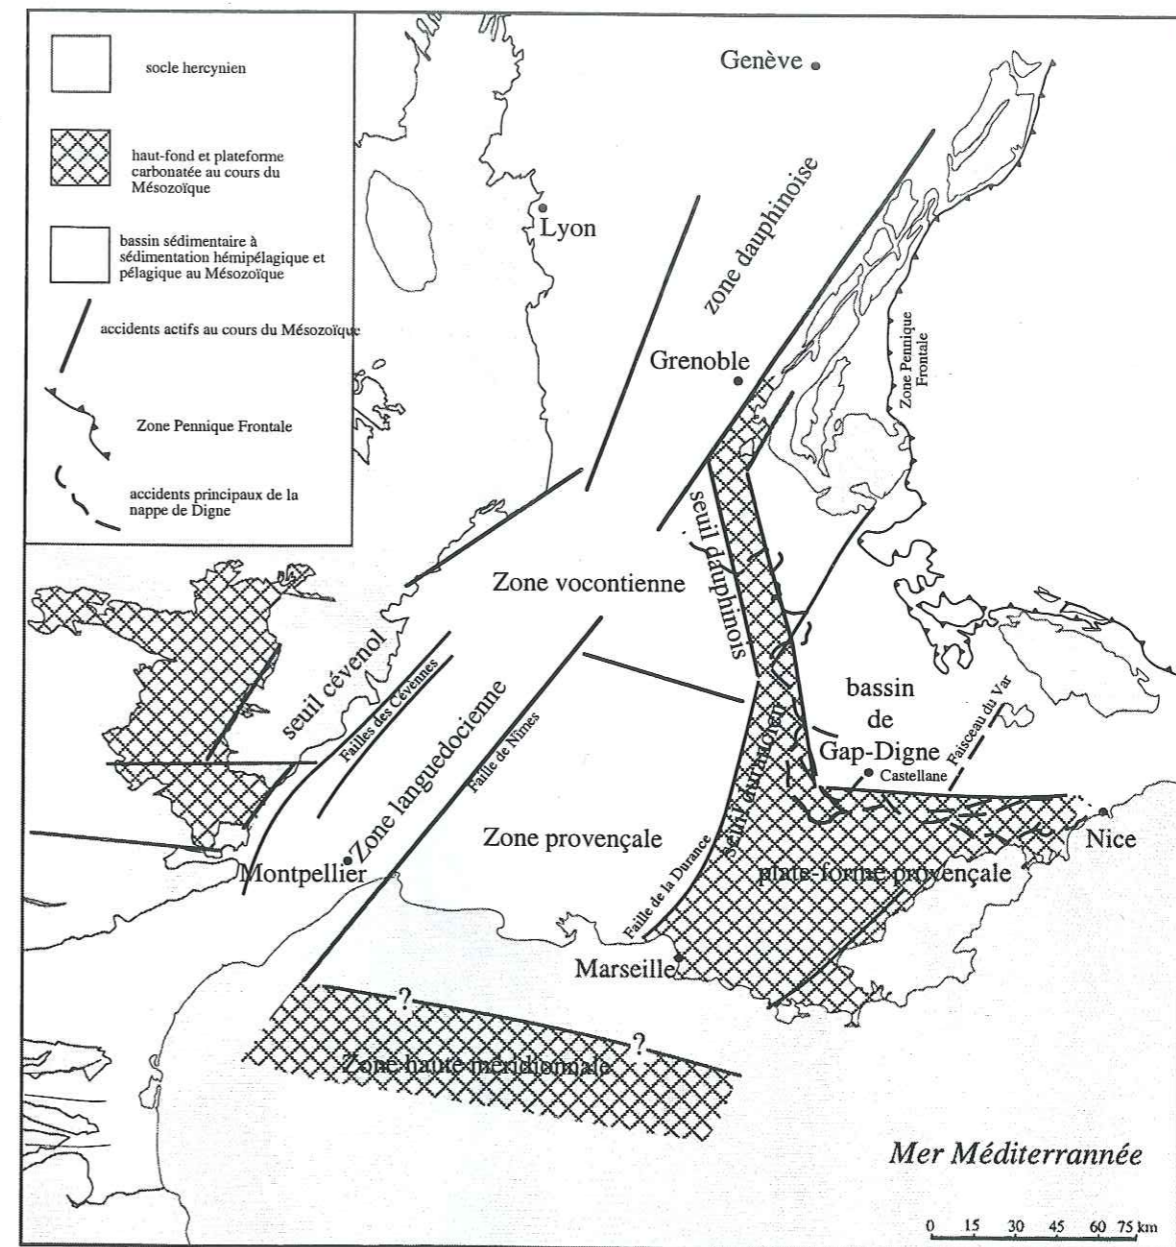 socle hercynien
haut-fond et plateforme
carbonatée au cours du
Mésozoïque
bassin sédimentaire à
sédimentation hémipélagique et
pélagique au Mésozoïque
accidents actifs au cours du Mésozoïque
Zone Pennique Frontale
accidents principaux de la
nappe de Digne
Genève
Lyon
zone dauphinoise
Grenoble
Zone Pennique
Frontale
seuil dauphinois
Zone vocontienne
seuil cévenol
Failles des Cévennes
Zone languedocienne
Faille de Nîmes
bassin
de
Gap-Digne
Faisceau du Var
Castellane
seuil durancien
Zone provençale
Faille de la Durance
Nice
plate-forme provençale
Montpellier
Marseille
?
?
Zone haute méridionnale
Mer Méditerrannée
0 15 30 45 60 75 km